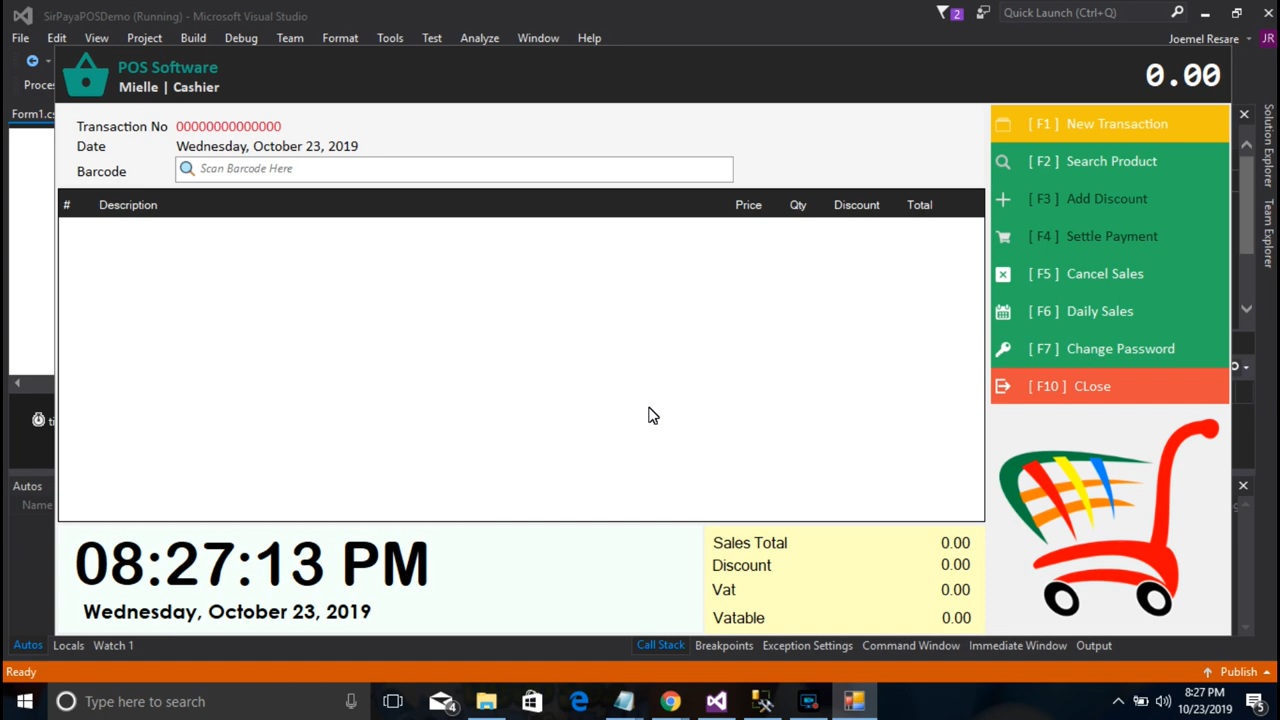 SirPayaPOSDemo (Running) - Microsoft Visual Studio
2
Quick Launch (Ctrl+Q)
File Edit View Project Build Debug Team Format Tools Test Analyze Window Help
Joemel Resare JR
Proces
Form1.cs
POS Software
Mielle | Cashier
0.00
Transaction No 00000000000000
Date Wednesday, October 23, 2019
Barcode Scan Barcode Here
# Description Price Qty Discount Total
[ F1 ] New Transaction
[ F2 ] Search Product
[ F3 ] Add Discount
[ F4 ] Settle Payment
[ F5 ] Cancel Sales
[ F6 ] Daily Sales
[ F7 ] Change Password
[ F10 ] CLose
Solution Explorer
Team Explorer
ti
Autos
Name
08:27:13 PM
Wednesday, October 23, 2019
Sales Total 0.00
Discount 0.00
Vat 0.00
Vatable 0.00
Autos Locals Watch 1
Call Stack Breakpoints Exception Settings Command Window Immediate Window Output
Ready
Publish
Type here to search
4
8:27 PM
10/23/2019
5